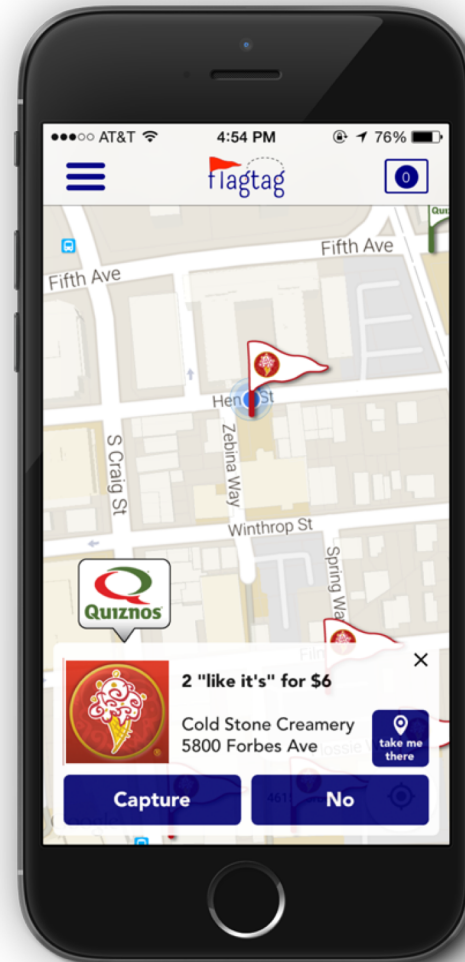 AT&T
4:54 PM
76%
flagtag
0
Fifth Ave
Fifth Ave
Hen St
S Craig St
Zebina Way
Winthrop St
Spring Wa
QUIZNOS
Filn
2 "like it's" for $6
Cold Stone Creamery
5800 Forbes Ave
take me
there
Capture
No